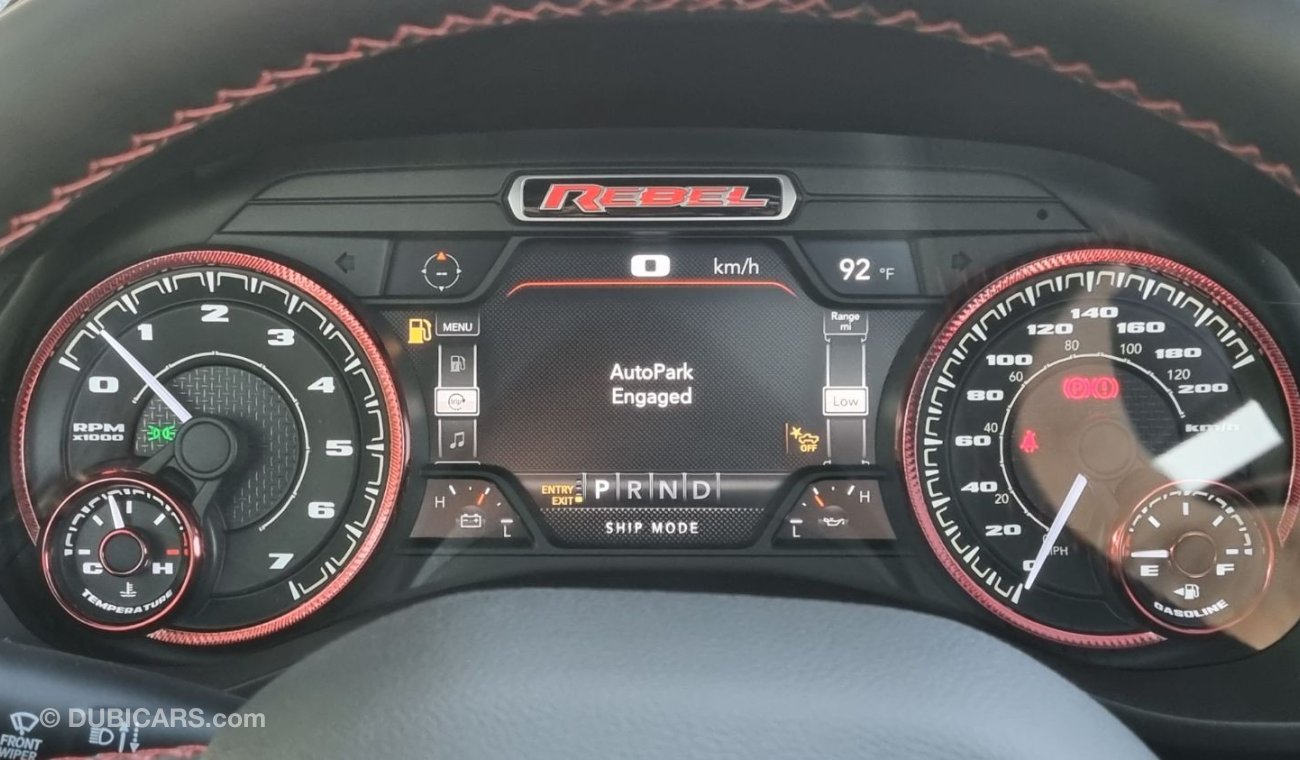 REBEL
0 km/h
92 °F
MENU
Range
mi
trip
Low
AutoPark
Engaged
OFF
ENTRY
EXIT
P R N D
SHIP MODE
0 1 2 3 4 5 6 7
RPM
x1000
C H
TEMPERATURE
H L
L H
0 20 40 60 80 100 120 140 160 180 200
km/h
20 40 60 80 100 120
MPH
P !
E F
GASOLINE
FRONT
WIPER
© DUBICARS.com